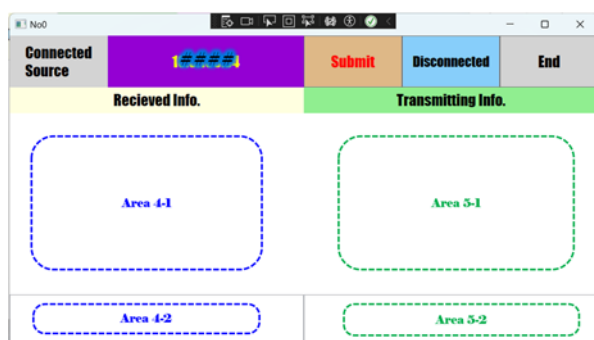 No0
Connected
Source
####
Submit
Disconnected
End
Recieved Info.
Transmitting Info.
Area 4-1
Area 5-1
Area 4-2
Area 5-2